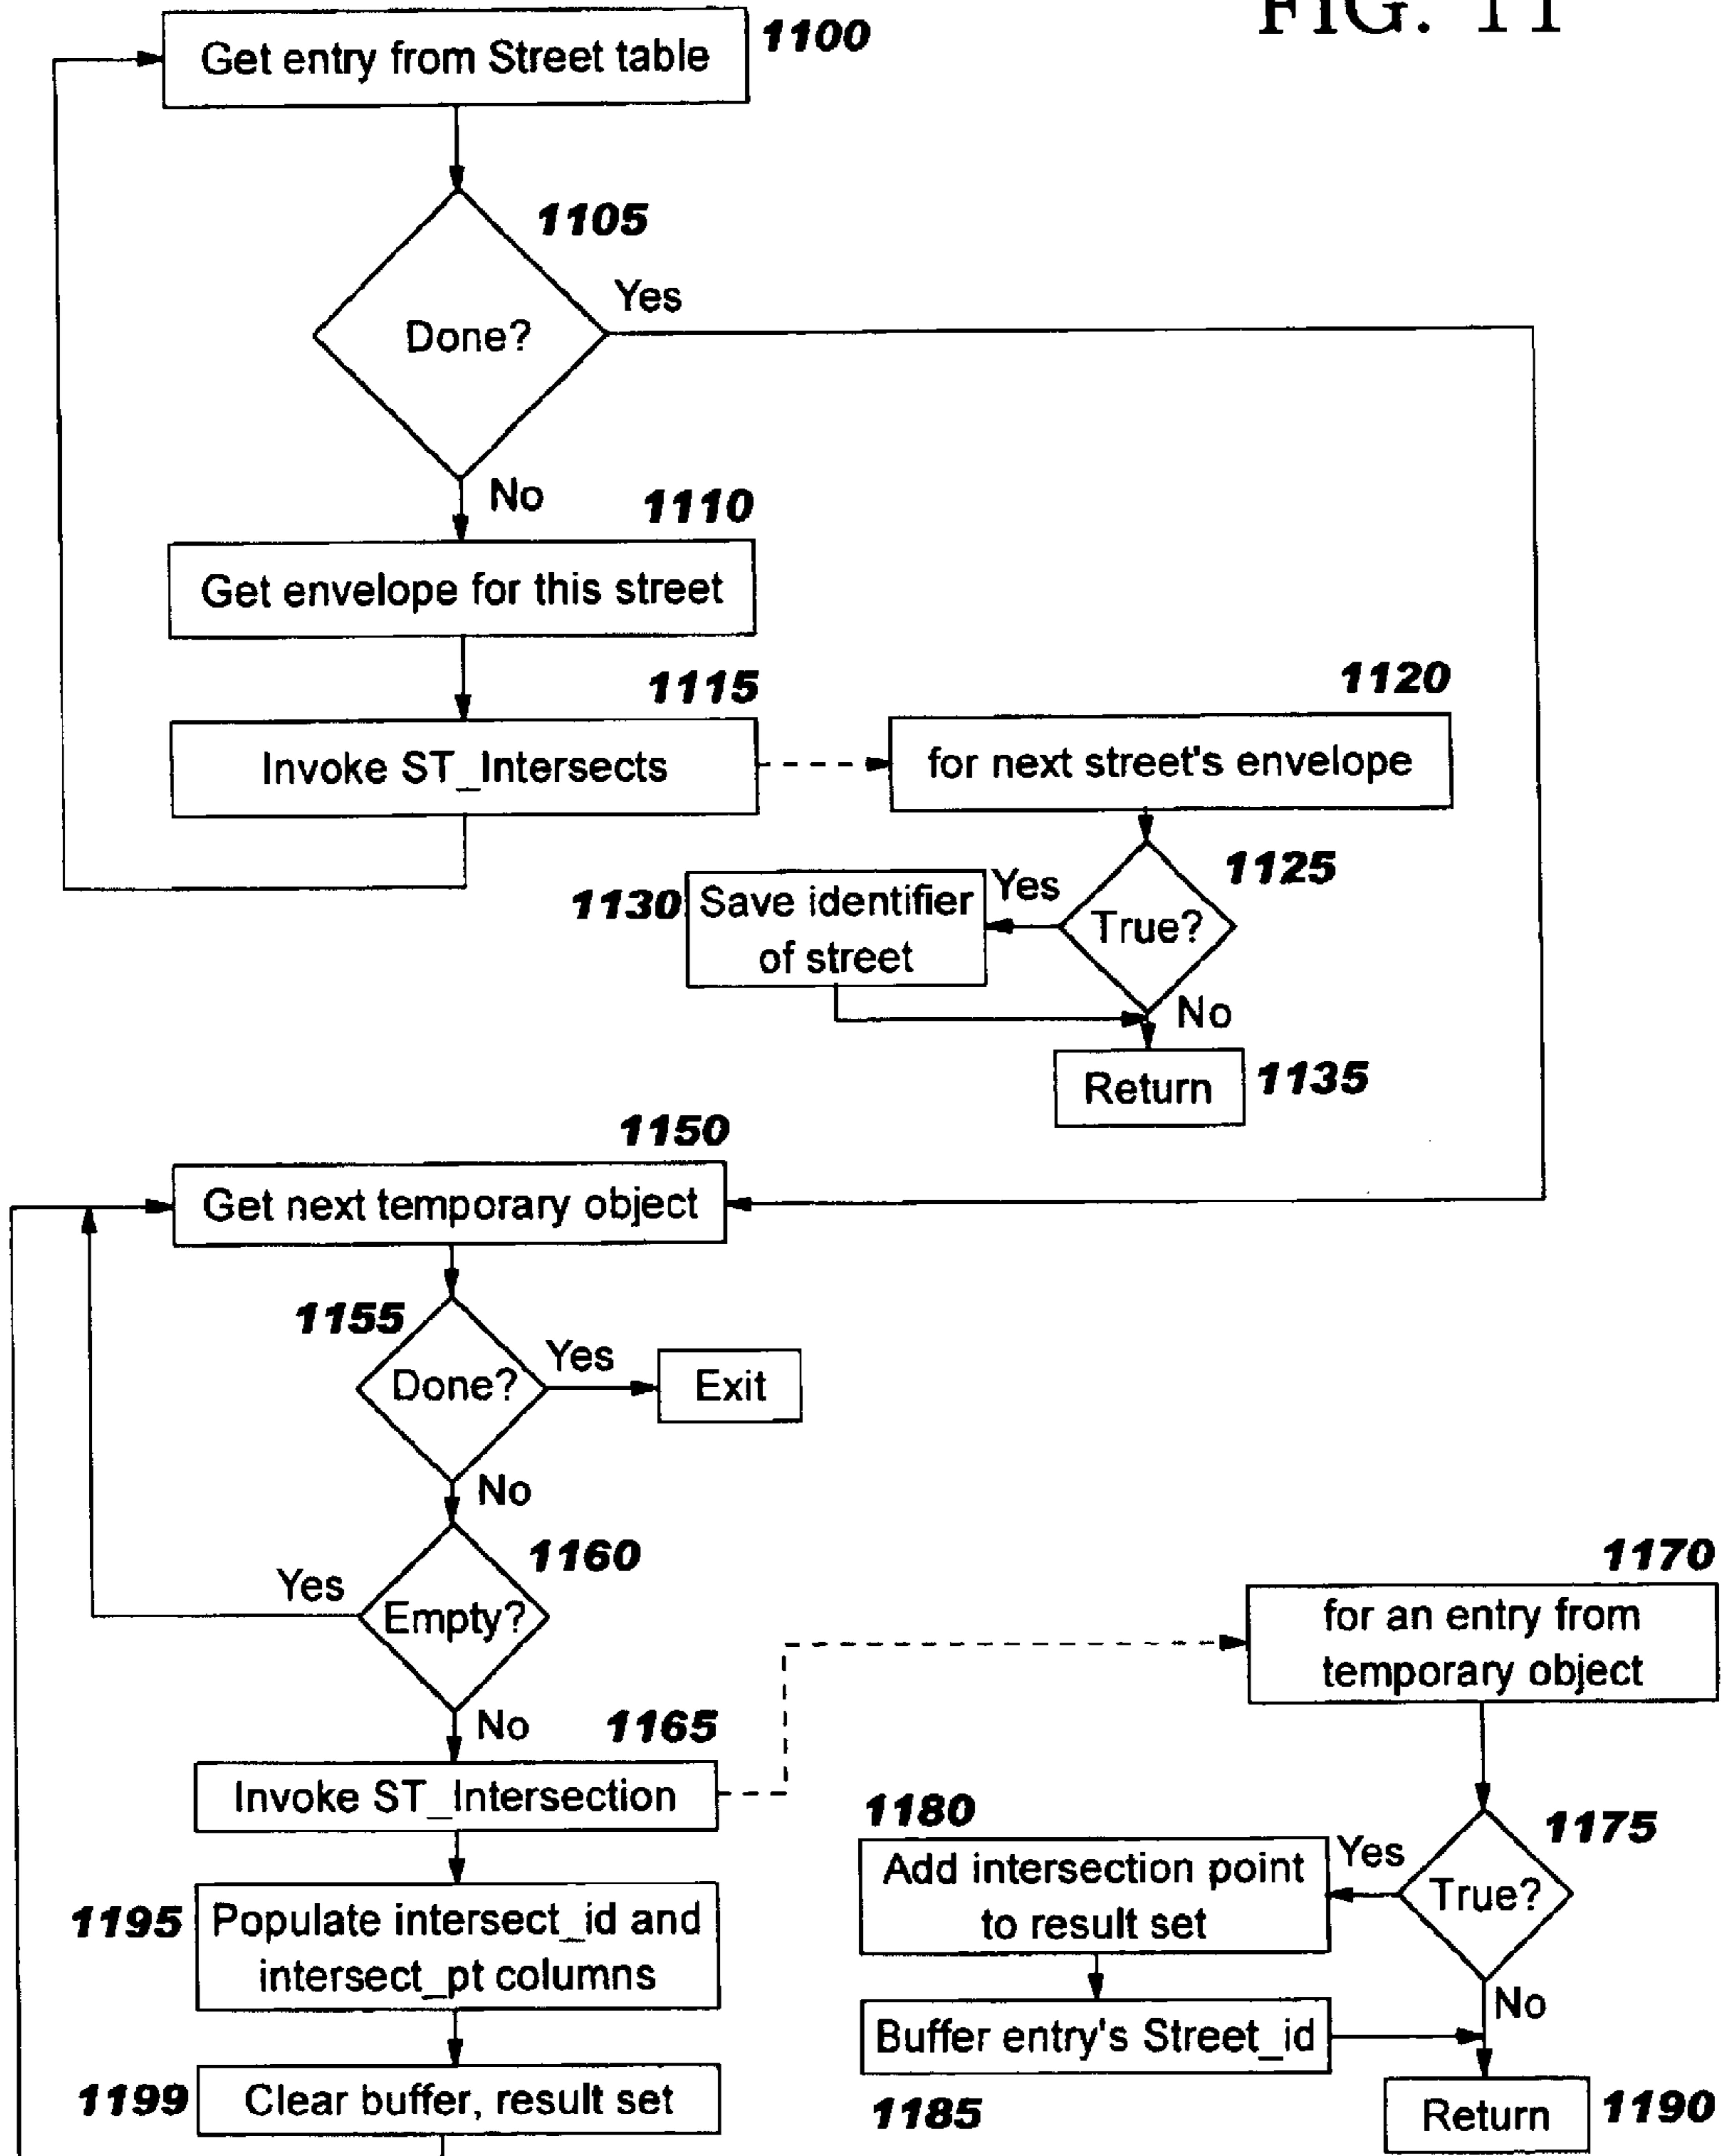 FIG. 11
Get entry from Street table
1100
1105
Done?
Yes
No
1110
Get envelope for this street
1115
Invoke ST_Intersects
1120
for next street's envelope
1125
True?
Yes
1130
Save identifier
of street
No
Return
1135
1150
Get next temporary object
1155
Done?
Yes
Exit
No
1160
Empty?
Yes
No
1165
Invoke ST_Intersection
1170
for an entry from
temporary object
1175
True?
Yes
1180
Add intersection point
to result set
No
1195
Populate intersect_id and
intersect_pt columns
Buffer entry's Street_id
1185
1199
Clear buffer, result set
Return
1190